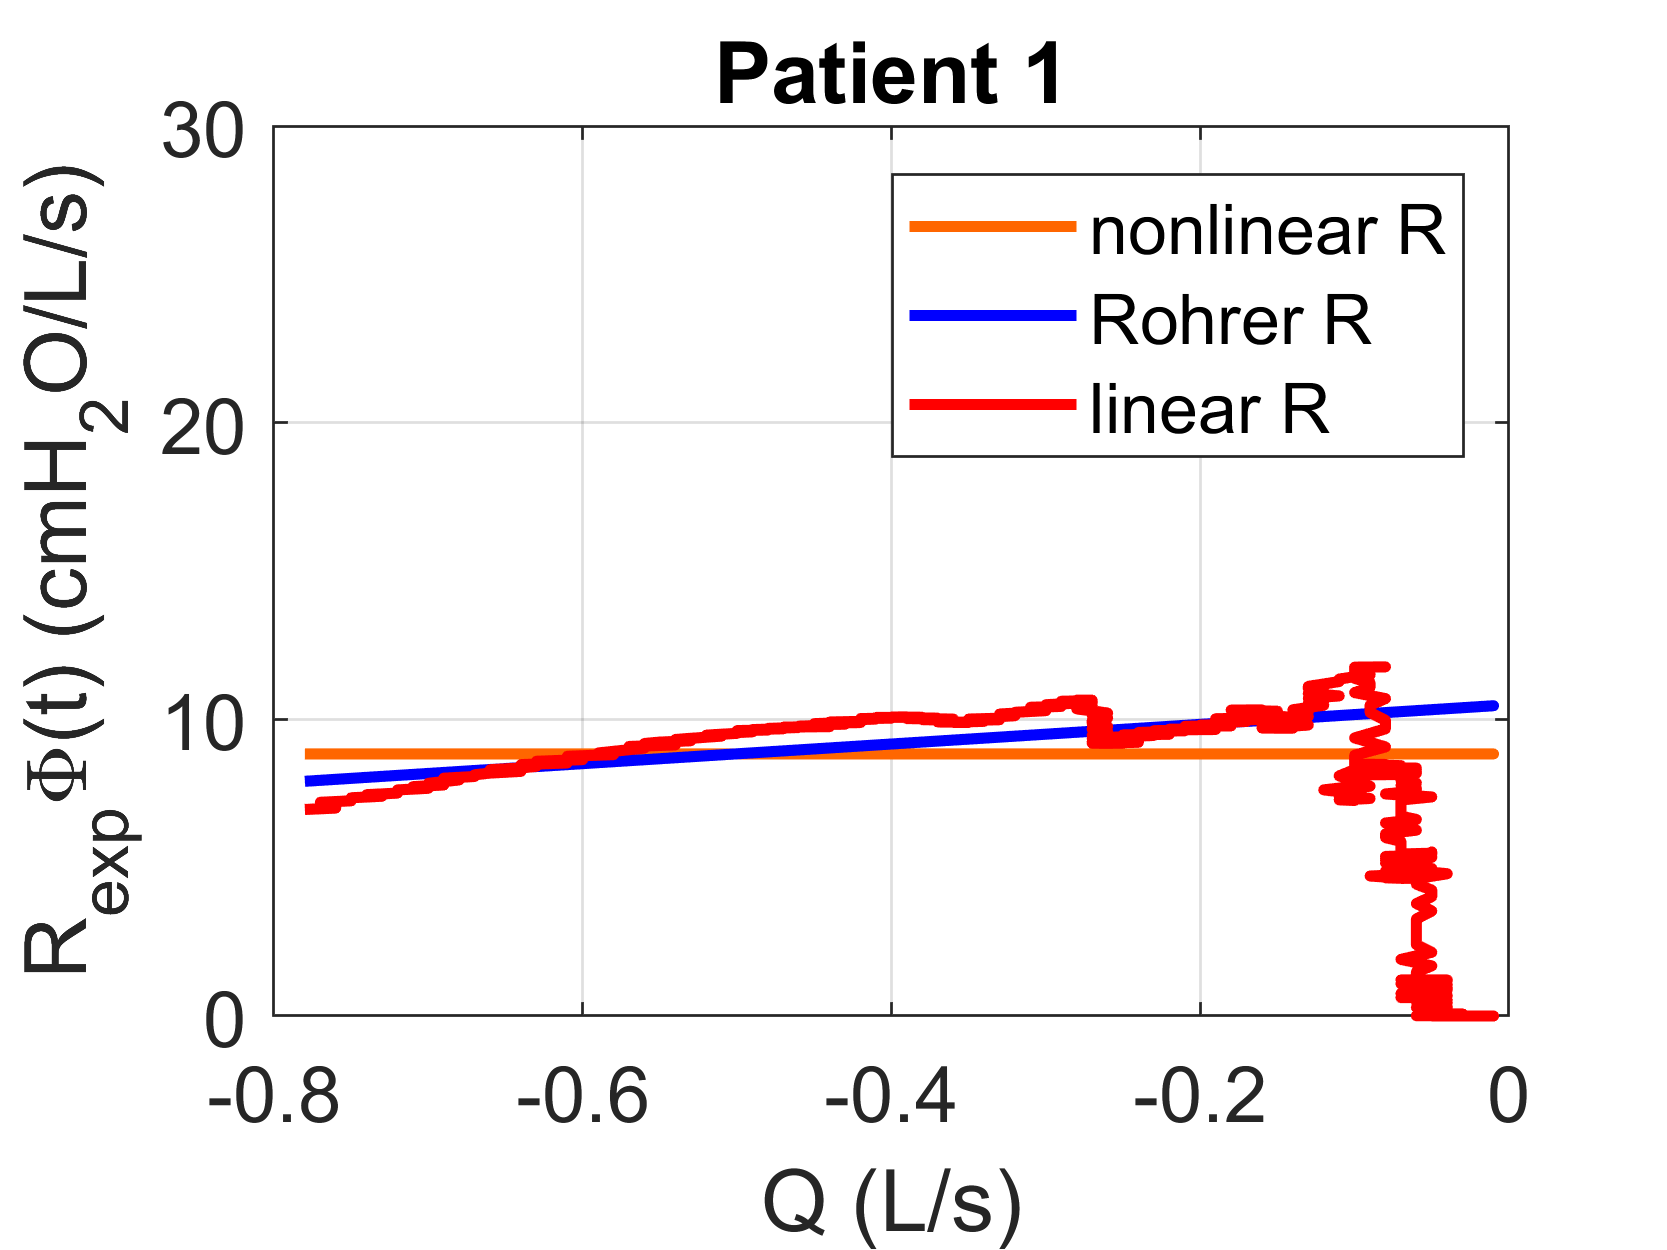 Patient 1
R_exp Φ(t) (cmH₂O/L/s)
30
20
10
0
nonlinear R
Rohrer R
linear R
-0.8 -0.6 -0.4 -0.2 0
Q (L/s)